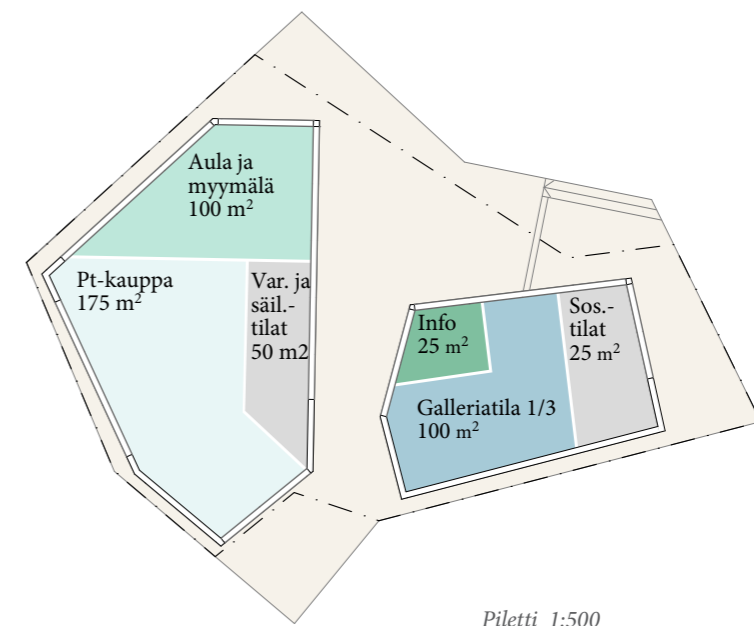 Aula ja
myymälä
100 m²
Pt-kauppa
175 m²
Var. ja
säil.-
tilat
50 m2
Info
25 m²
Sos.-
tilat
25 m²
Galleriatila 1/3
100 m²
Piletti 1:500